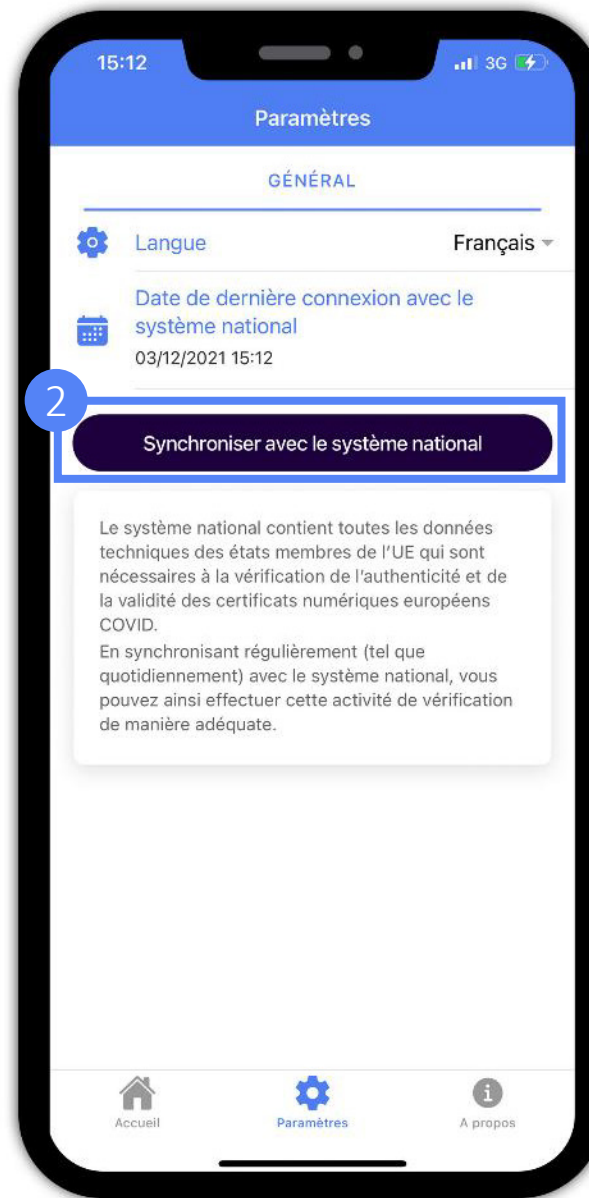 15:12
3G
Paramètres
GÉNÉRAL
Langue
Français
Date de dernière connexion avec le
système national
03/12/2021 15:12
2
Synchroniser avec le système national
Le système national contient toutes les données
techniques des états membres de l'UE qui sont
nécessaires à la vérification de l'authenticité et de
la validité des certificats numériques européens
COVID.
En synchronisant régulièrement (tel que
quotidiennement) avec le système national, vous
pouvez ainsi effectuer cette activité de vérification
de manière adéquate.
Accueil
Paramètres
A propos